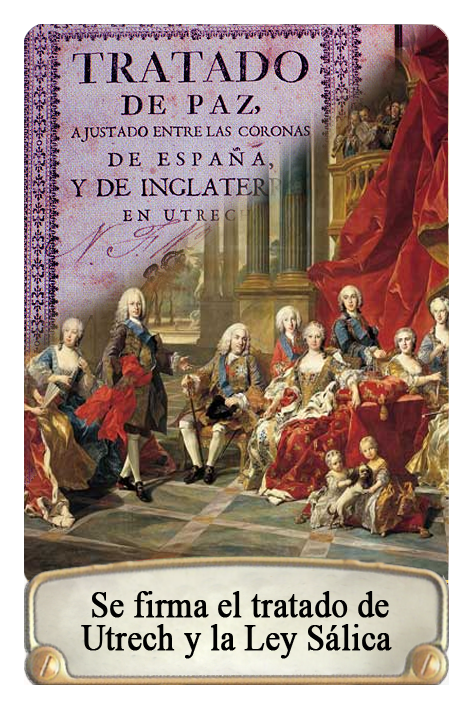 TRATADO
DE PAZ,
AJUSTADO ENTRE LAS CORONAS
DE ESPAÑA,
Y DE INGLATERR
EN UTREC
Se firma el tratado de
Utrech y la Ley Sálica